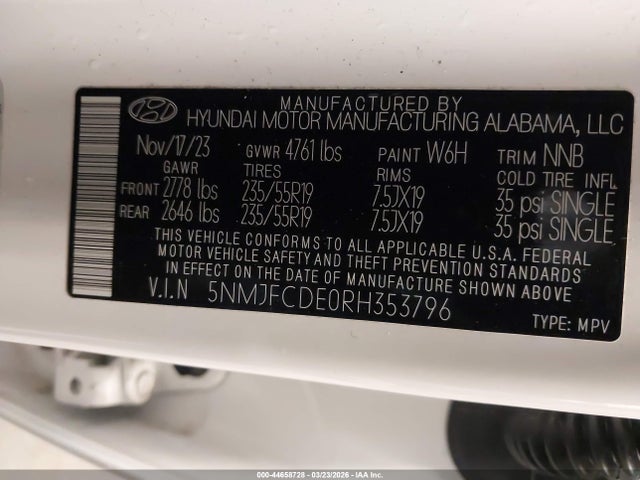 MANUFACTURED BY
HYUNDAI MOTOR MANUFACTURING ALABAMA, LLC
Nov/17/23 GVWR 4761 lbs PAINT W6H TRIM NNB
GAWR TIRES RIMS COLD TIRE INFL
FRONT 2778 lbs 235/55R19 7.5JX19 35 psi SINGLE
REAR 2646 lbs 235/55R19 7.5JX19 35 psi SINGLE
THIS VEHICLE CONFORMS TO ALL APPLICABLE U.S.A. FEDERAL
MOTOR VEHICLE SAFETY AND THEFT PREVENTION STANDARDS
IN EFFECT ON THE DATE OF MANUFACTURE SHOWN ABOVE
V.I.N 5NMJFCDE0RH353796
TYPE: MPV
000-44658728 - 03/23/2026 - IAA Inc.